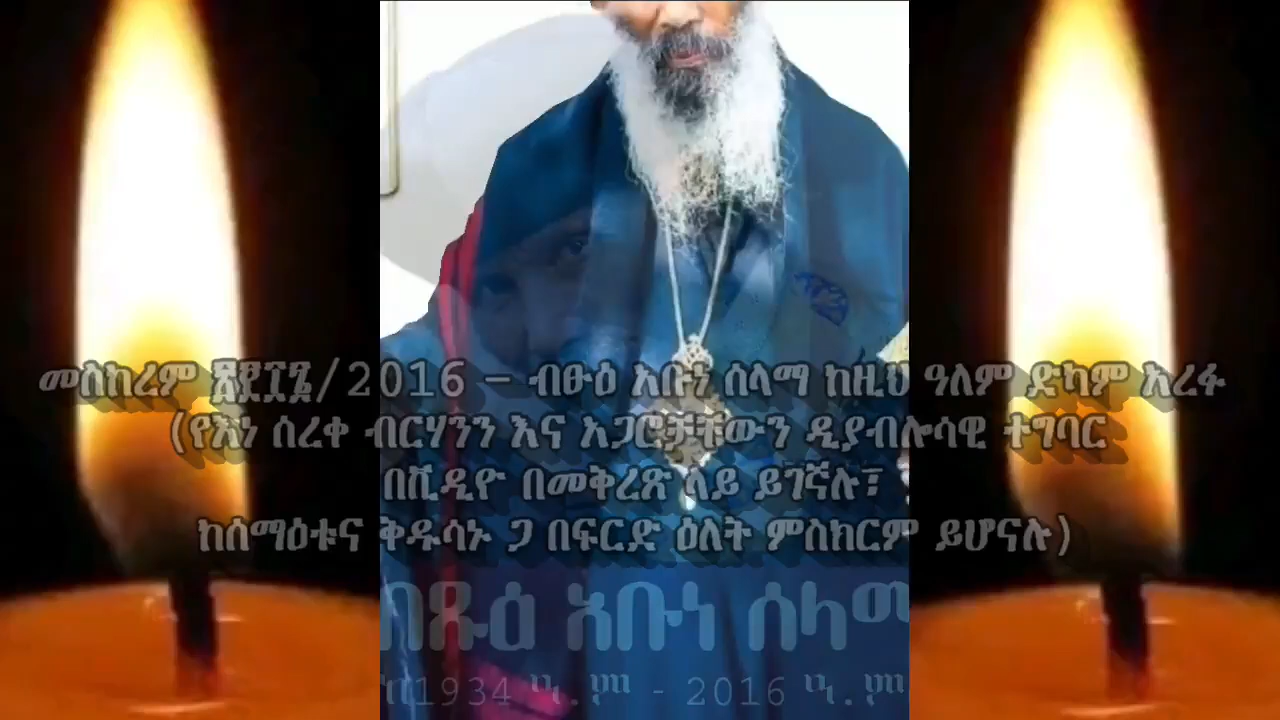 መስከረም ፳፻፲፮/2016 – ብፁዕ አቡነ ሰላማ ከዚህ ዓለም ድካም አረፉ
(የእነ ሰረቀ ብርሃንን እና አጋሮቻቸውን ዲያብሎሳዊ ተግባር
በቪዲዮ በመቅረጽ ላይ ይገኛሉ፣
ከሰማዕቱና ቅዱሳኑ ጋ በፍርድ ዕለት ምስክርም ይሆናሉ)
ብጹዕ አቡነ ሰላማ
1934 ዓ.ም - 2016 ዓ.ም